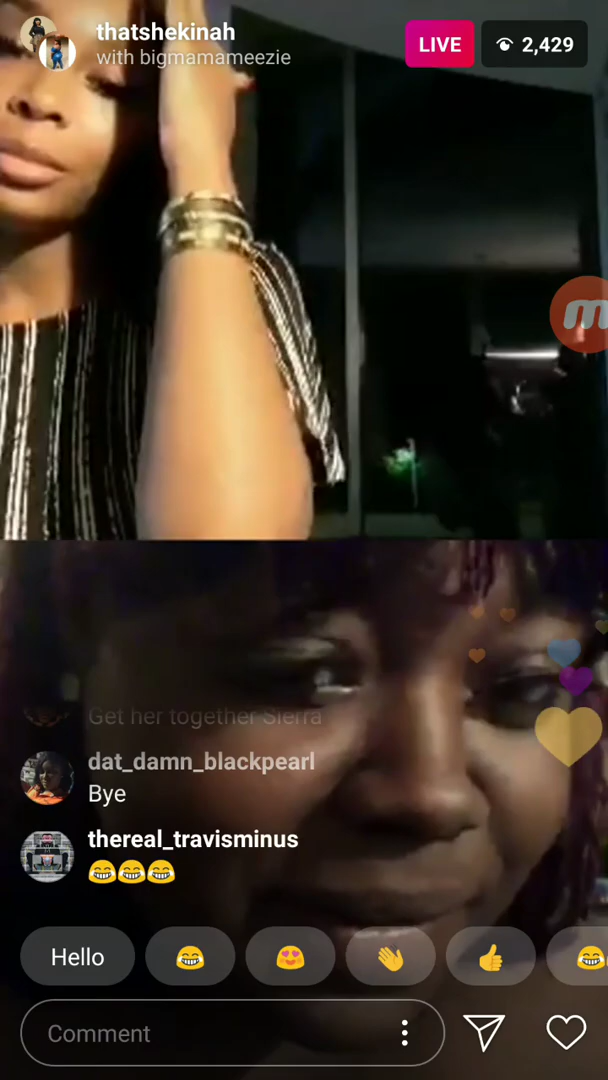 thatshekinah
with bigmamameezie
LIVE
2,429
m
Get her together Sierra
dat_damn_blackpearl
Bye
thereal_travisminus
😂😂😂
Hello 😂 😍 👋 👍 😂
Comment